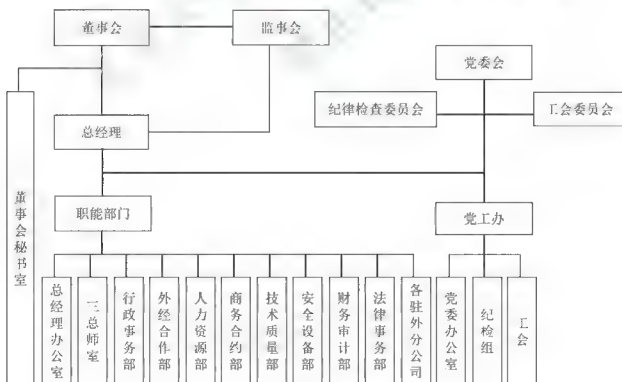 董事会
监事会
党委会
纪律检查委员会
工会委员会
总经理
董事会秘书室
职能部门
党工办
总经理办公室
三总师室
行政事务部
外经合作部
人力资源部
商务合约部
技术质量部
安全设备部
财务审计部
法律事务部
各驻外分公司
党委办公室
纪检组
工会